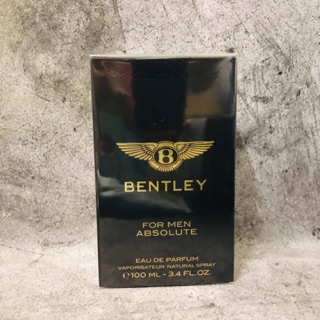 B
BENTLEY
FOR MEN
ABSOLUTE
EAU DE PARFUM
VAPORISATEUR NATURAL SPRAY
℮ 100 ML - 3.4 FL.OZ.